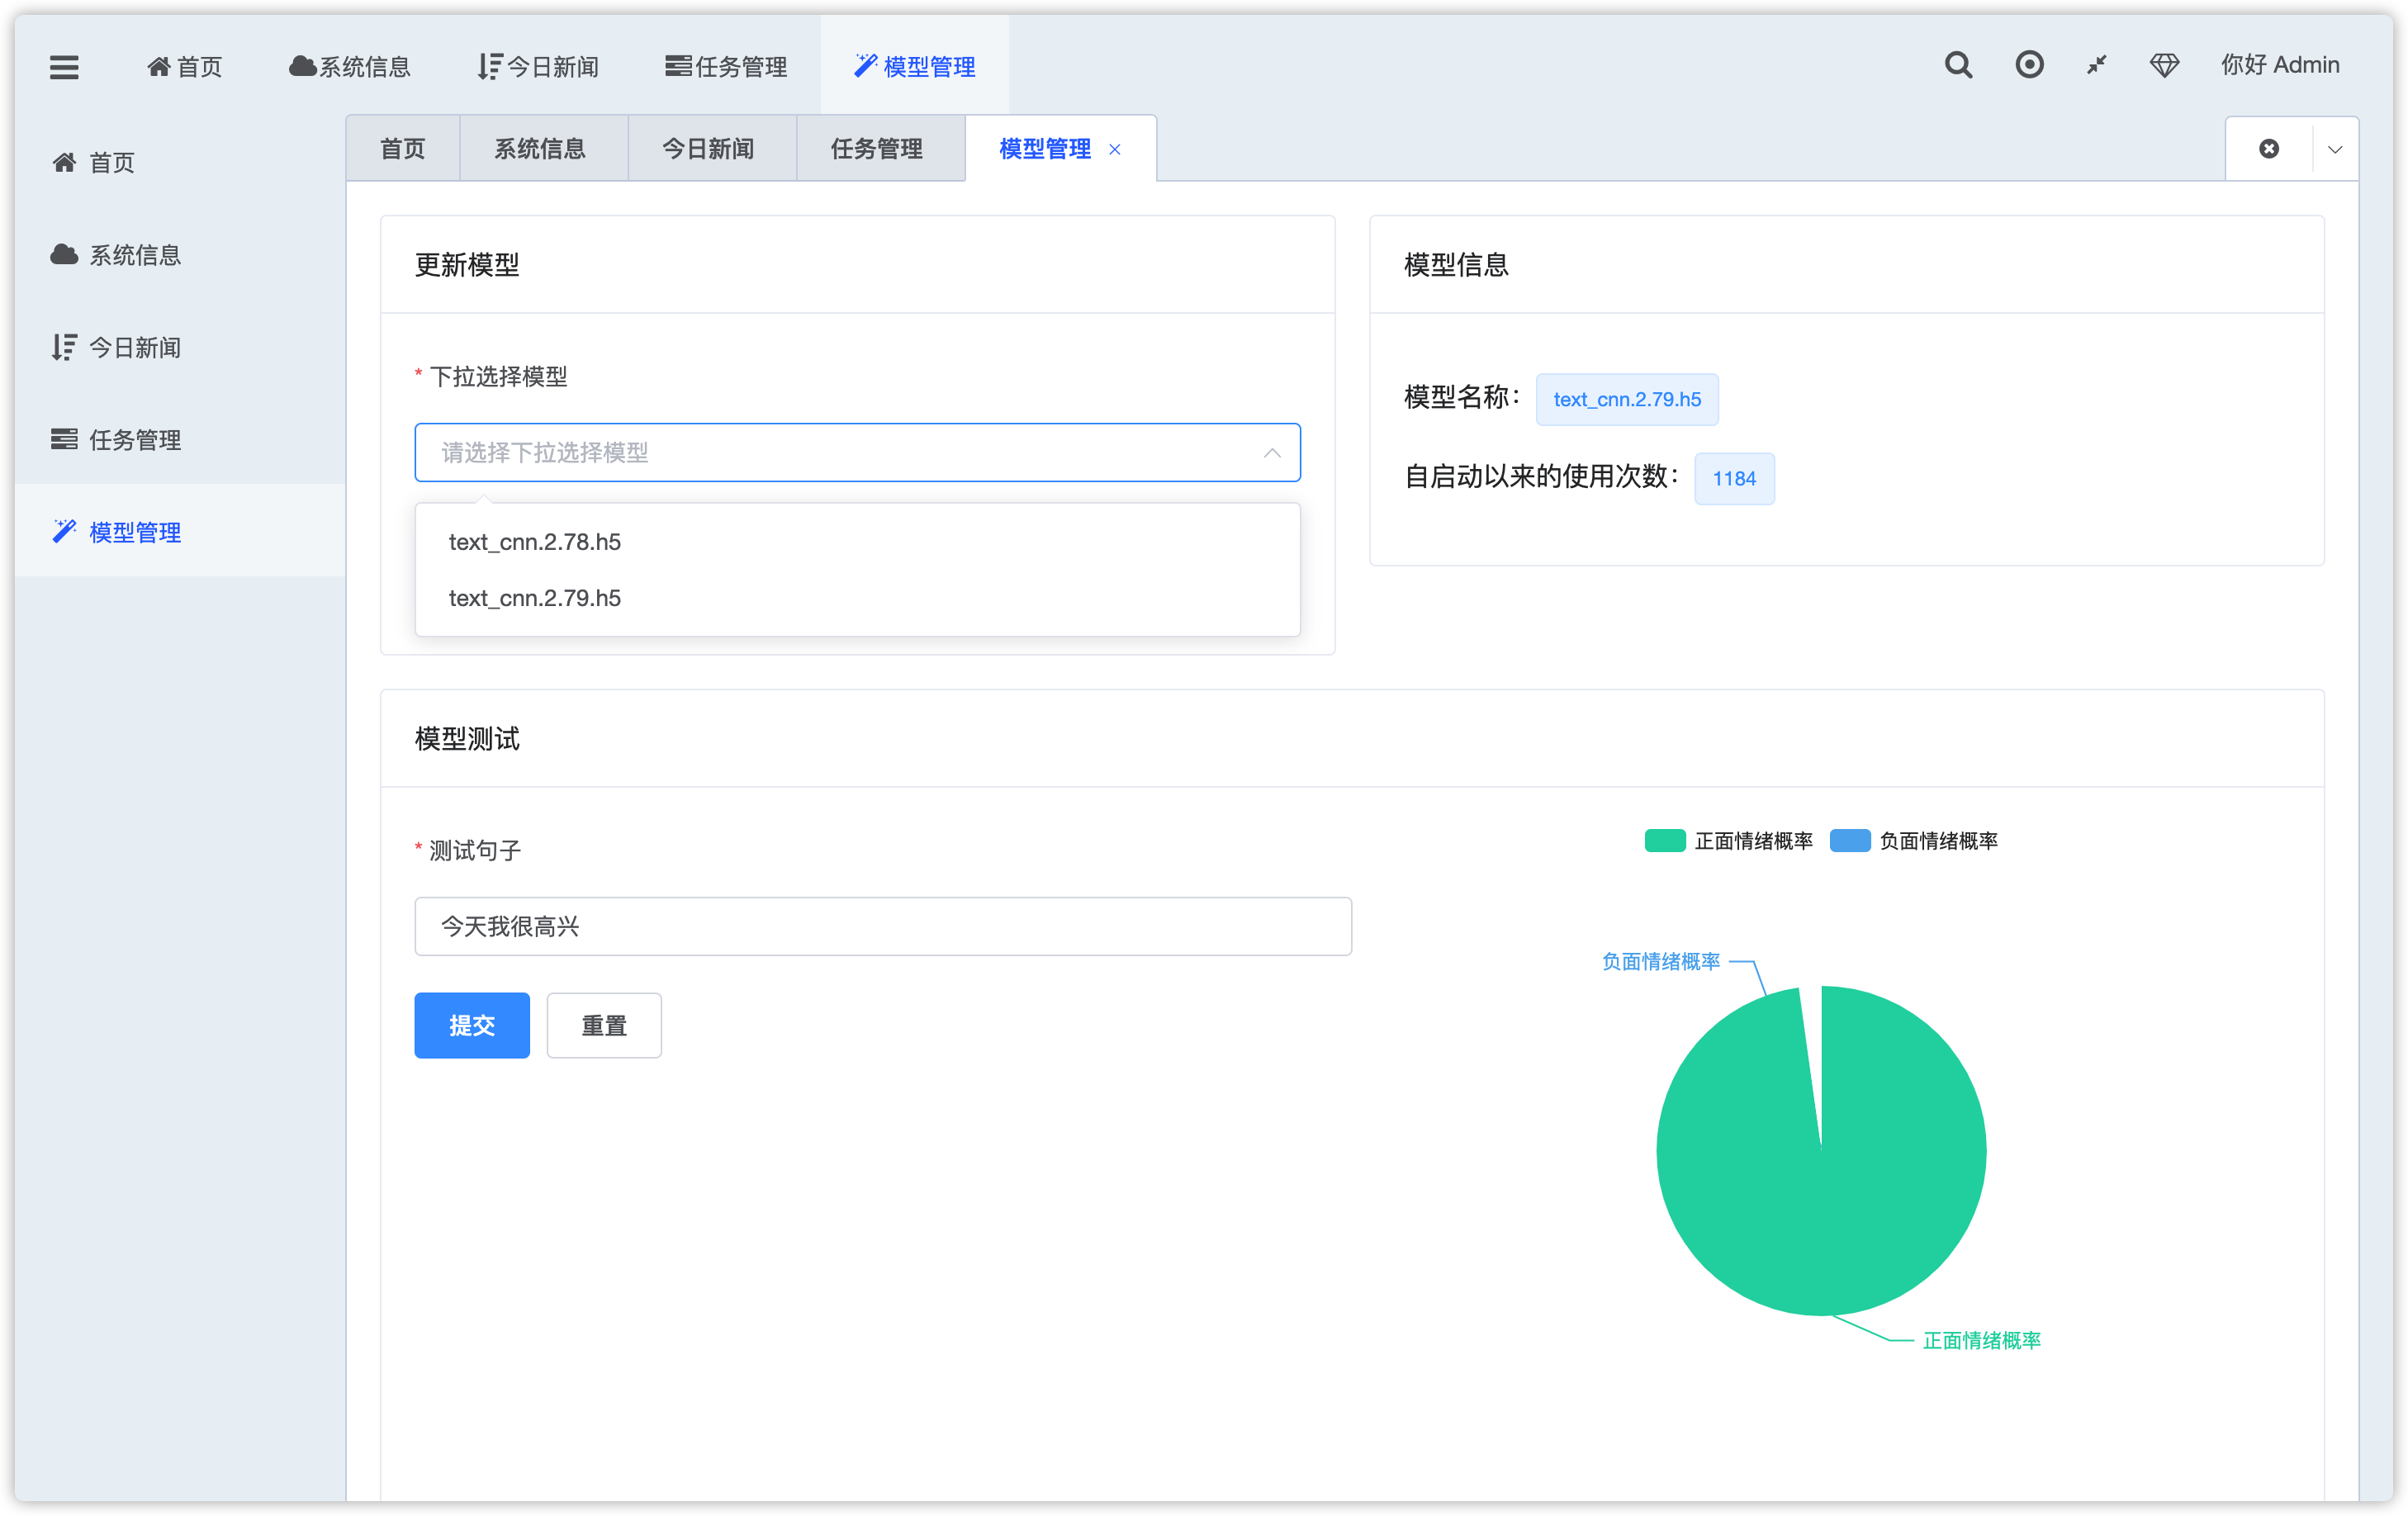 首页 系统信息 今日新闻 任务管理 模型管理 你好 Admin
首页
系统信息
今日新闻
任务管理
模型管理
首页 系统信息 今日新闻 任务管理 模型管理
更新模型
* 下拉选择模型
请选择下拉选择模型
text_cnn.2.78.h5
text_cnn.2.79.h5
模型信息
模型名称： text_cnn.2.79.h5
自启动以来的使用次数： 1184
模型测试
* 测试句子
今天我很高兴
提交 重置
正面情绪概率 负面情绪概率
负面情绪概率
正面情绪概率